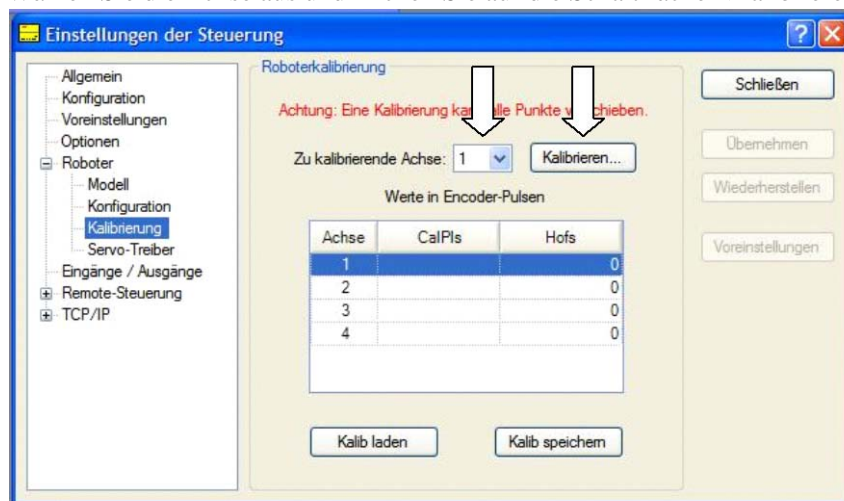 Einstellungen der Steuerung
Allgemein
Konfiguration
Voreinstellungen
Optionen
Roboter
Modell
Konfiguration
Kalibrierung
Servo-Treiber
Eingänge / Ausgänge
Remote-Steuerung
TCP/IP
Roboterkalibrierung
Achtung: Eine Kalibrierung alle Punkte
Zu kalibrierende Achse: 1 Kalibrieren...
Werte in Encoder-Pulsen
Achse CalPls Hofs
1 0
2 0
3 0
4 0
Kalib laden Kalib speichern
Schließen
Übernehmen
Wiederherstellen
Voreinstellungen